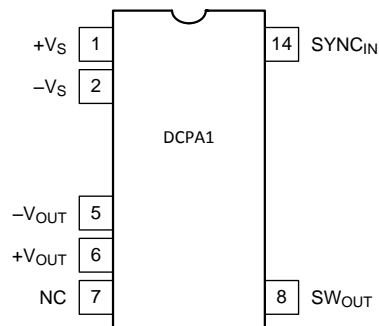 +VS 1 14 SYNCIN
–VS 2
DCPA1
–VOUT 5
+VOUT 6
NC 7 8 SWOUT